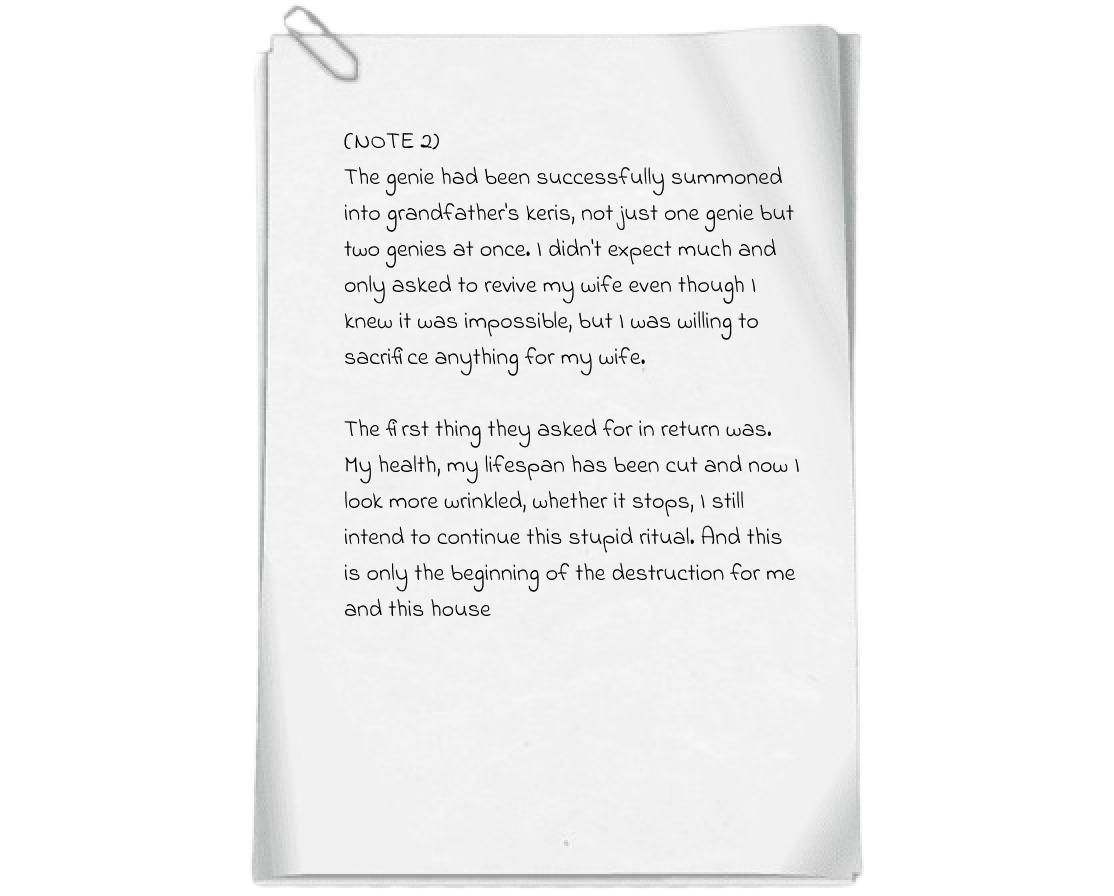 (NOTE 2)
The genie had been successfully summoned
into grandfather's keris, not just one genie but
two genies at once. I didn't expect much and
only asked to revive my wife even though I
knew it was impossible, but I was willing to
sacrifice anything for my wife.
The first thing they asked for in return was.
My health, my lifespan has been cut and now I
look more wrinkled, whether it stops, I still
intend to continue this stupid ritual. And this
is only the beginning of the destruction for me
and this house